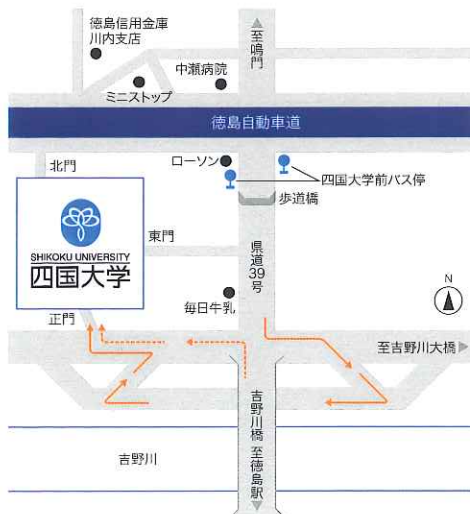 徳島信用金庫
川内支店
至鳴門
中瀬病院
ミニストップ
徳島自動車道
北門
ローソン
四国大学前バス停
歩道橋
SHIKOKU UNIVERSITY
四国大学
東門
県道39号
毎日牛乳
N
正門
至吉野川大橋
吉野川橋
至徳島駅
吉野川